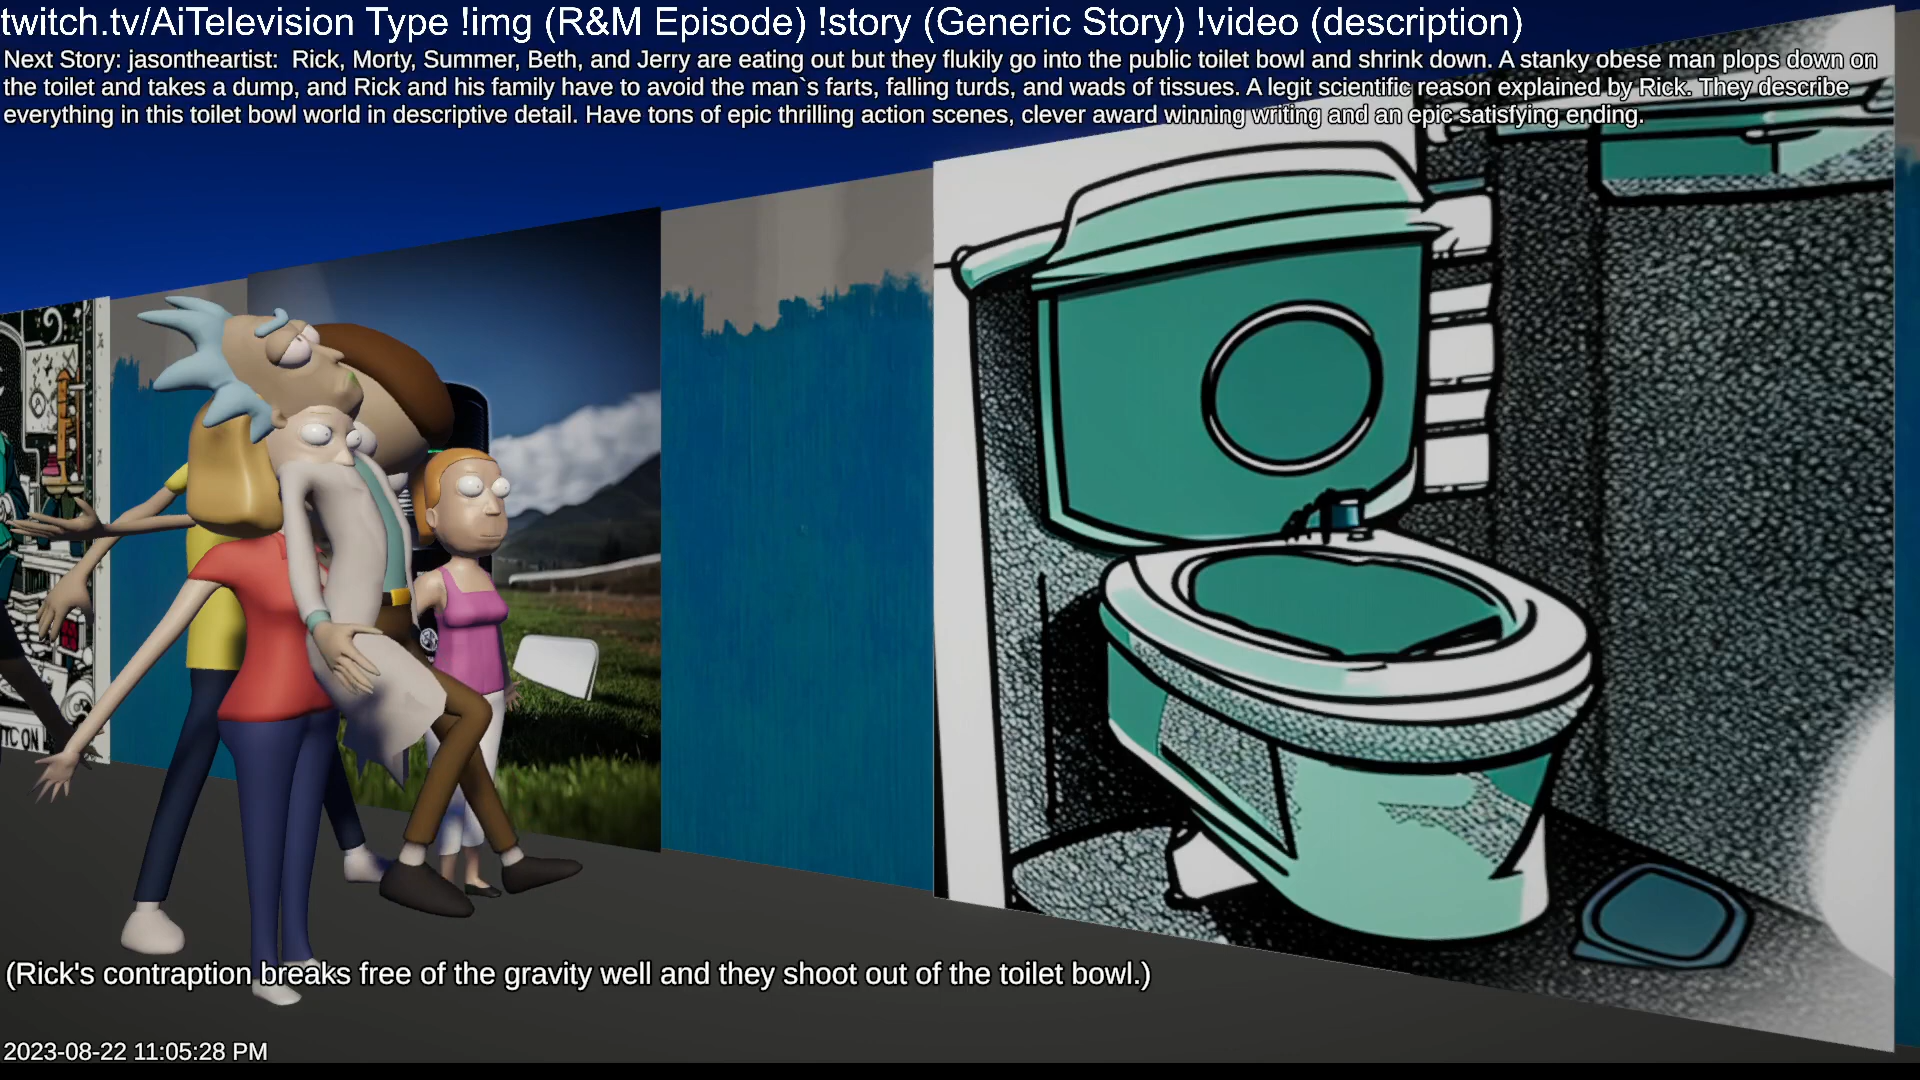 twitch.tv/AiTelevision Type !img (R&M Episode) !story (Generic Story) !video (description)
Next Story: jasontheartist:  Rick, Morty, Summer, Beth, and Jerry are eating out but they flukily go into the public toilet bowl and shrink down. A stanky obese man plops down on
the toilet and takes a dump, and Rick and his family have to avoid the man`s farts, falling turds, and wads of tissues. A legit scientific reason explained by Rick. They describe
everything in this toilet bowl world in descriptive detail. Have tons of epic thrilling action scenes, clever award winning writing and an epic satisfying ending.
(Rick's contraption breaks free of the gravity well and they shoot out of the toilet bowl.)
2023-08-22 11:05:28 PM